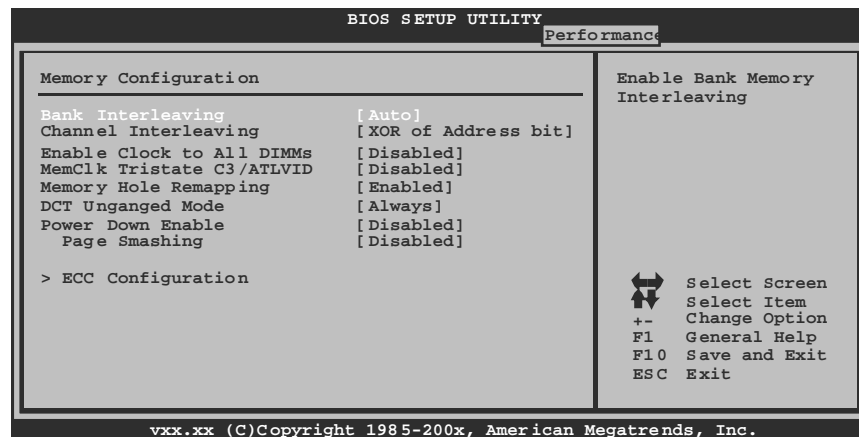 BIOS SETUP UTILITY
Performance
Memory Configuration
Bank Interleaving [Auto]
Channel Interleaving [XOR of Address bit]
Enable Clock to All DIMMs [Disabled]
MemClk Tristate C3/ATLVID [Disabled]
Memory Hole Remapping [Enabled]
DCT Unganged Mode [Always]
Power Down Enable [Disabled]
Page Smashing [Disabled]
> ECC Configuration
Enable Bank Memory
Interleaving
Select Screen
Select Item
+- Change Option
F1 General Help
F10 Save and Exit
ESC Exit
vxx.xx (C)Copyright 1985-200x, American Megatrends, Inc.